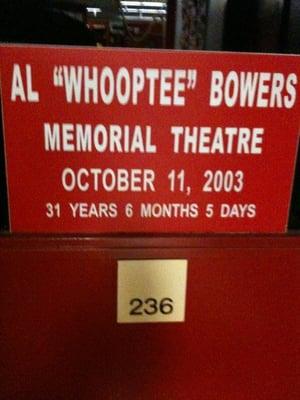 AL “WHOOPTEE” BOWERS
MEMORIAL THEATRE
OCTOBER 11, 2003
31 YEARS 6 MONTHS 5 DAYS
236